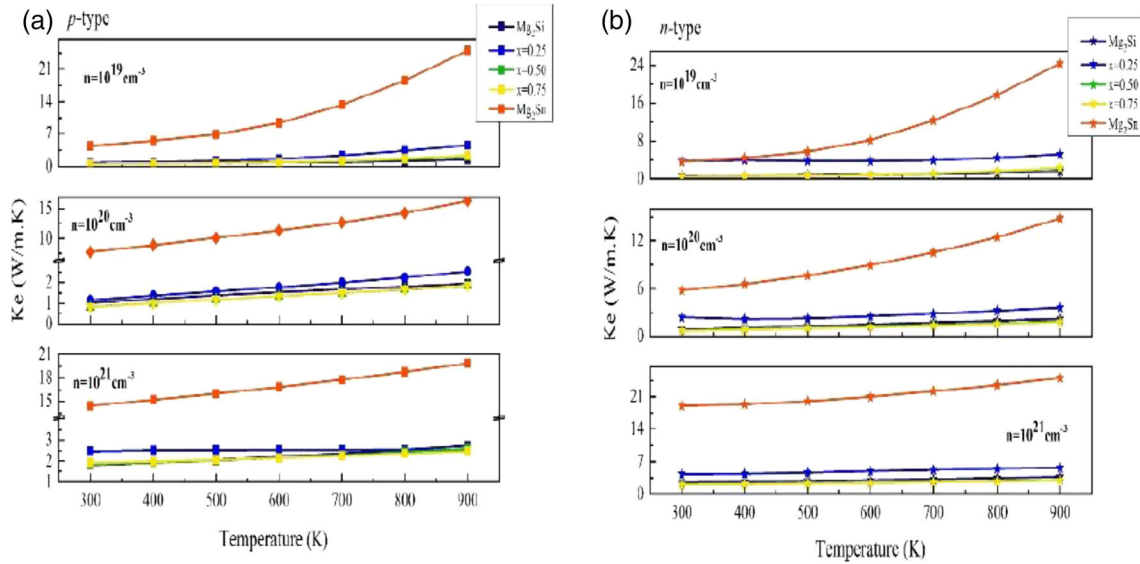 (a)
p-type
Mg2Si
x=0.25
x=0.50
x=0.75
Mg2Sn
n=10^19 cm^-3
21
14
7
0
n=10^20 cm^-3
15
10
2
1
0
n=10^21 cm^-3
21
18
15
3
2
1
Ke (W/m.K)
300 400 500 600 700 800 900
Temperature (K)
(b)
n-type
Mg2Si
x=0.25
x=0.50
x=0.75
Mg2Sn
n=10^19 cm^-3
24
16
8
0
n=10^20 cm^-3
15
12
6
0
n=10^21 cm^-3
21
14
7
0
Ke (W/m.K)
300 400 500 600 700 800 900
Temperature (K)